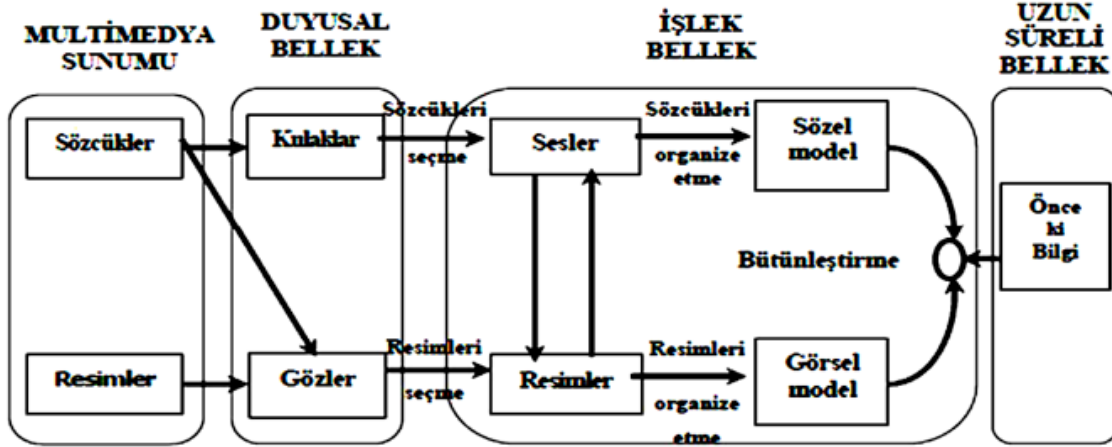 MULTİMEDYA
SUNUMU
DUYUSAL
BELLEK
İŞLEK
BELLEK
UZUN
SÜRELİ
BELLEK
Sözcükler
Kulaklar
Sözcükleri
seçme
Sesler
Sözcükleri
organize
etme
Sözel
model
Önce
ki
Bilgi
Bütünleştirme
Resimler
Gözler
Resimleri
seçme
Resimler
Resimleri
organize
etme
Görsel
model